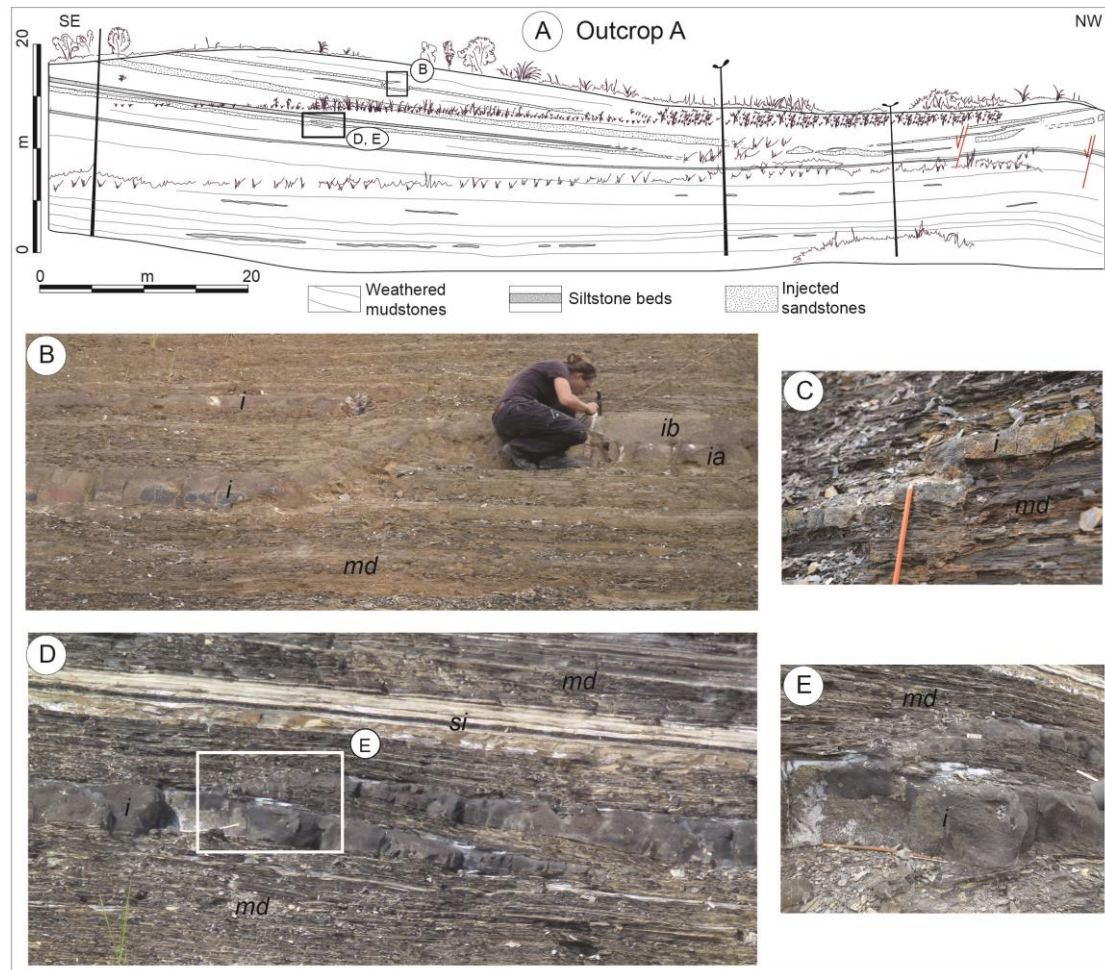 SE
A Outcrop A
NW
20
B
D, E
m
0
0 m 20
Weathered
mudstones
Siltstone beds
Injected
sandstones
B
i
ib
ia
i
md
C
i
md
D
md
si
E
i
md
E
md
i